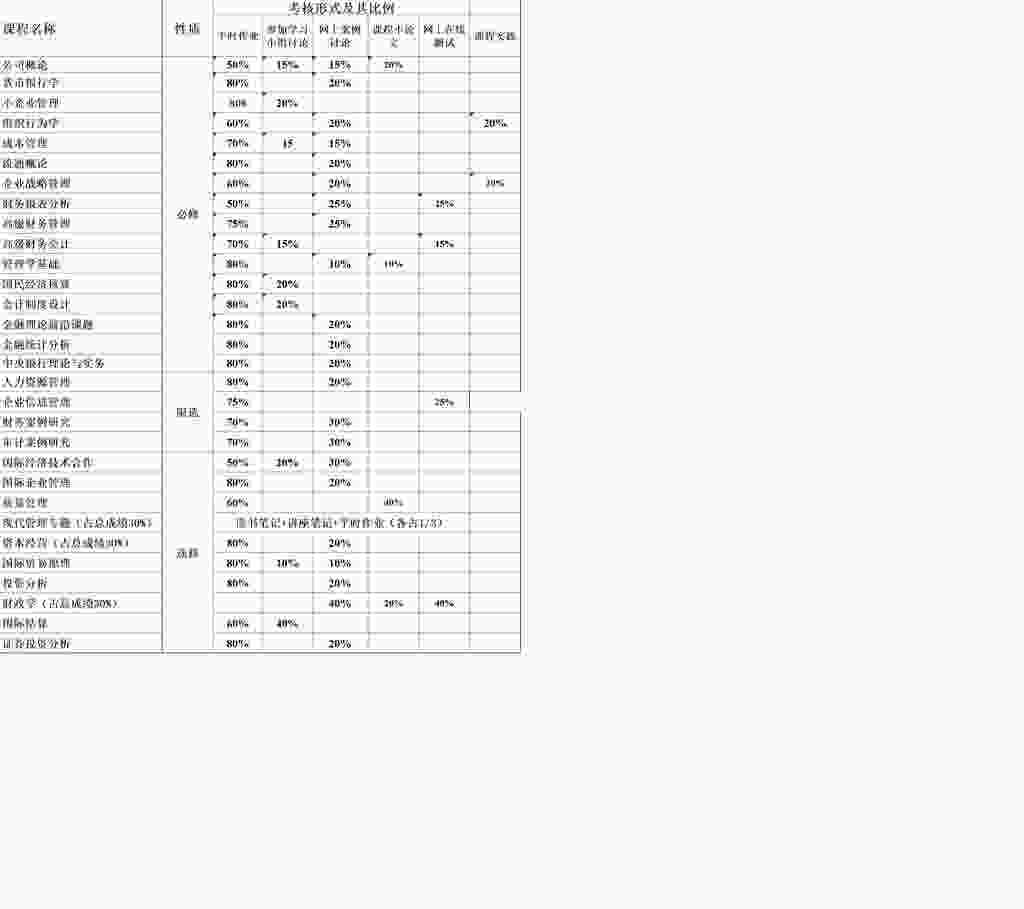 考核形式及其比例
课程名称 性质 平时作业 参加学习小组讨论 网上案例讨论 课程小论文 网上在线测试 课程实践
公司概论 50% 15% 15% 20%
货币银行学 80% 20%
小企业管理 80% 20%
组织行为学 60% 20% 20%
成本管理 70% 15 15%
流通概论 80% 20%
企业战略管理 60% 20% 20%
必修
财务报表分析 50% 25% 25%
高级财务管理 75% 25%
高级财务会计 70% 15% 15%
管理学基础 80% 10% 10%
国民经济核算 80% 20%
会计制度设计 80% 20%
金融理论前沿课题 80% 20%
金融统计分析 80% 20%
中央银行理论与实务 80% 20%
人力资源管理 80% 20%
企业信息管理 75% 25%
限选
财务案例研究 70% 30%
审计案例研究 70% 30%
国际经济技术合作 50% 20% 30%
国际企业管理 80% 20%
质量管理 60% 40%
现代管理专题（占总成绩30%） 读书笔记+讲座笔记+平时作业（各占1/3）
资本经营（占总成绩30%） 80% 20%
选修
国际贸易原理 80% 10% 10%
投资分析 80% 20%
财政学（占总成绩30%） 40% 20% 40%
国际结算 60% 40%
证券投资分析 80% 20%